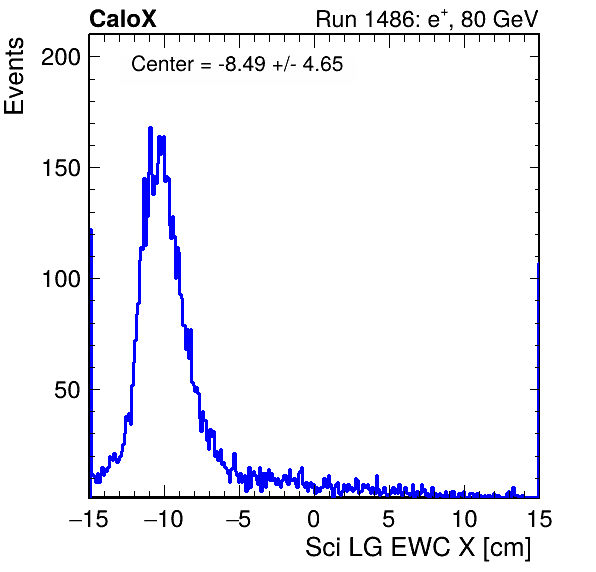 CaloX Run 1486: e⁺, 80 GeV
Events
Center = -8.49 +/- 4.65
200
150
100
50
−15 −10 −5 0 5 10 15
Sci LG EWC X [cm]